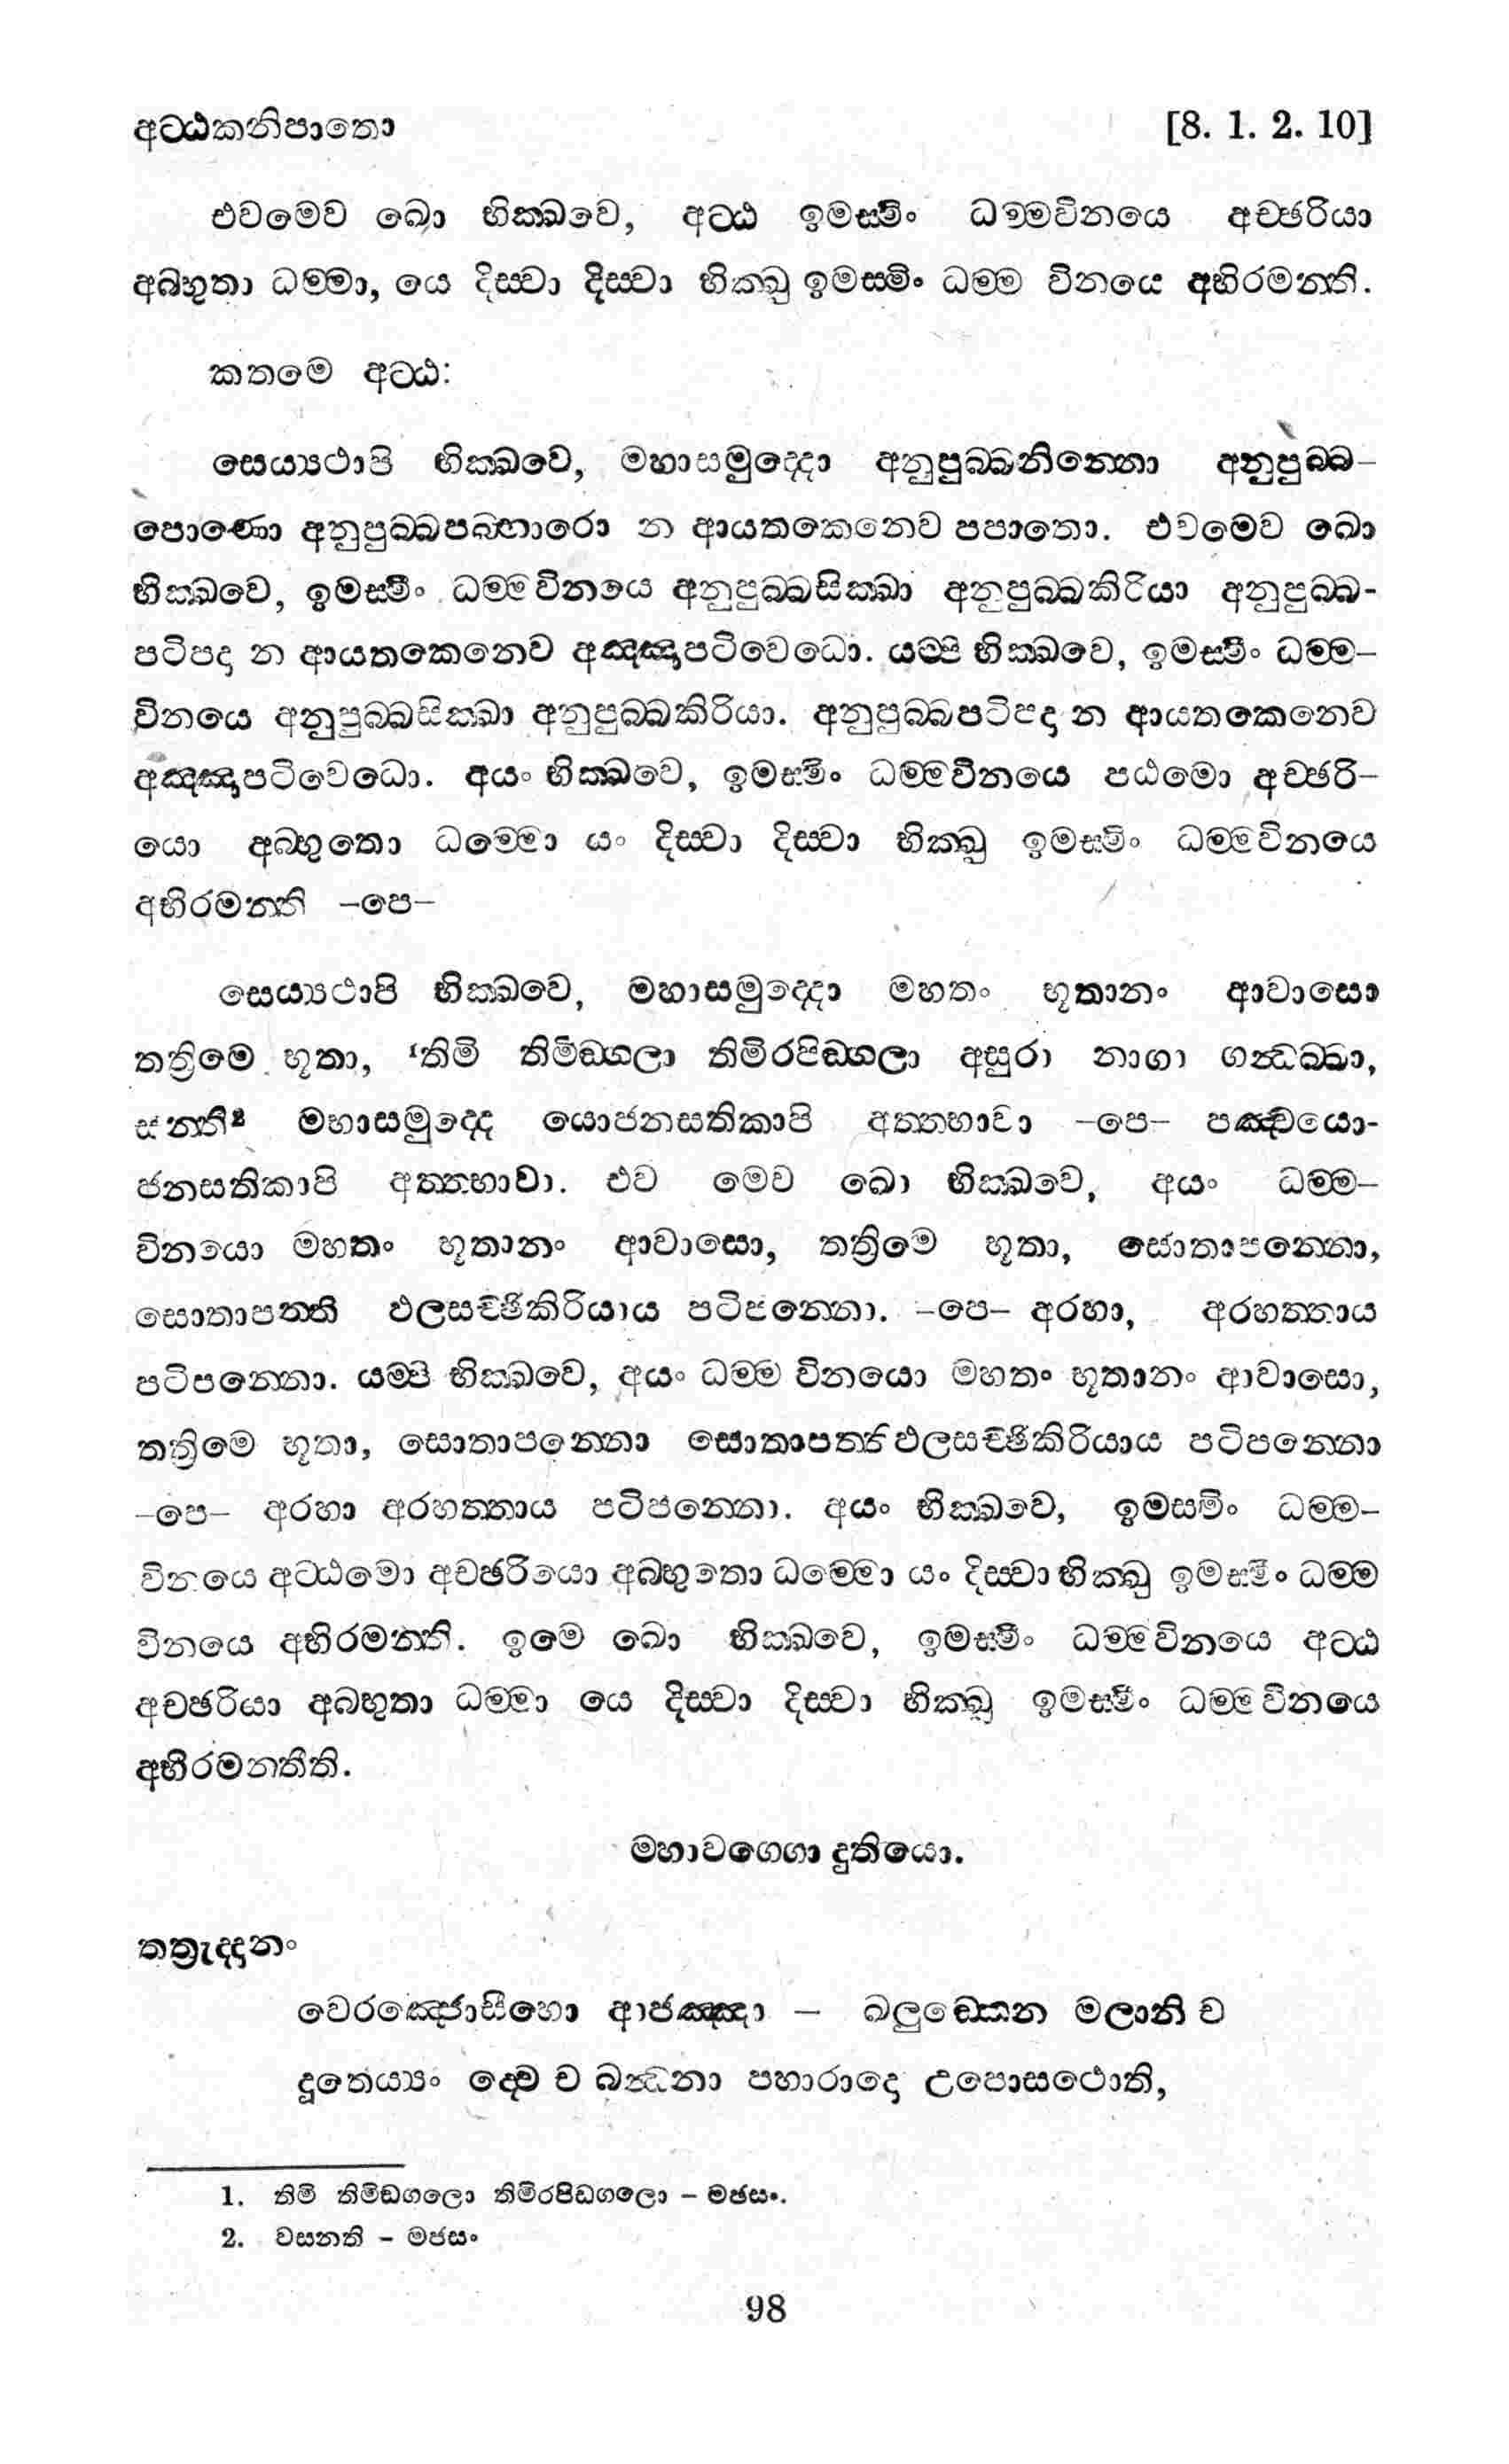 අට්ඨකනිපාතො [8. 1. 2. 10]
එවමෙව ඛො භික්ඛවෙ, අට්ඨ ඉමස්මිං ධම්මවිනයෙ අච්ඡරියා
අබ්භුතා ධම්මා, යෙ දිස්වා දිස්වා භික්ඛු ඉමස්මිං ධම්ම විනයෙ අභිරමන්ති.
කතමෙ අට්ඨ:
සෙය්‍යථාපි භික්ඛවෙ, මහාසමුද්දො අනුපුබ්බනින්නො අනුපුබ්බ–
පොණො අනුපුබ්බපබ්භාරො න ආයතකෙනෙව පපාතො. එවමෙව ඛො
භික්ඛවෙ, ඉමස්මිං ධම්මවිනයෙ අනුපුබ්බසික්ඛා අනුපුබ්බකිරියා අනුපුබ්බ-
පටිපදා න ආයතකෙනෙව අඤ්ඤාපටිවෙධො. යම්පි භික්ඛවෙ, ඉමස්මිං ධම්ම–
විනයෙ අනුපුබ්බසික්ඛා අනුපුබ්බකිරියා. අනුපුබ්බපටිපදා න ආයතකෙනෙව
අඤ්ඤාපටිවෙධො. අයං භික්ඛවෙ, ඉමස්මිං ධම්මවිනයෙ පඨමො අච්ඡරි–
යො අබ්භුතො ධම්මො යං දිස්වා දිස්වා භික්ඛු ඉමස්මිං ධම්මවිනයෙ
අභිරමන්ති –පෙ–
සෙය්‍යථාපි භික්ඛවෙ, මහාසමුද්දො මහතං භූතානං ආවාසො
තත්‍රිමෙ භූතා, ¹තිමි තිමිඞ්ගලා තිමිරපිඞ්ගලා අසුරා නාගා ගන්ධබ්බා,
සන්ති² මහාසමුද්දෙ යොජනසතිකාපි අත්තභාවා –පෙ– පඤ්චයො-
ජනසතිකාපි අත්තභාවා. එව මෙව ඛො භික්ඛවෙ, අයං ධම්ම–
විනයො මහතං භූතානං ආවාසො, තත්‍රිමෙ භූතා, සොතාපන්නො,
සොතාපත්ති ඵලසච්ඡිකිරියාය පටිපන්නො. –පෙ– අරහා, අරහත්තාය
පටිපන්නො. යම්පි භික්ඛවෙ, අයං ධම්ම විනයො මහතං භූතානං ආවාසො,
තත්‍රිමෙ භූතා, සොතාපන්නො සොතාපත්තිඵලසච්ඡිකිරියාය පටිපන්නො
–පෙ– අරහා අරහත්තාය පටිපන්නො. අයං භික්ඛවෙ, ඉමස්මිං ධම්ම–
විනයෙ අට්ඨමො අච්ඡරියො අබ්භුතො ධම්මො යං දිස්වා භික්ඛු ඉමස්මිං ධම්ම
විනයෙ අභිරමන්ති. ඉමෙ ඛො භික්ඛවෙ, ඉමස්මිං ධම්මවිනයෙ අට්ඨ
අච්ඡරියා අබ්භුතා ධම්මා යෙ දිස්වා දිස්වා භික්ඛු ඉමස්මිං ධම්මවිනයෙ
අභිරමන්තීති.
මහාවග්ගො දුතියො.
තත්‍රැද්දානං
වෙරඤ්ජොසීහො ආජඤ්ඤා – ඛලුඞ්කෙන මලානි ච
දූතෙය්‍යං ද්වෙ ච බන්ධනා පහාරාදො උපොසථොති,
1. තිමි තිමිඞගලො තිමිරපිඞගලො – මඡසං.
2. වසනති – මජසං
98